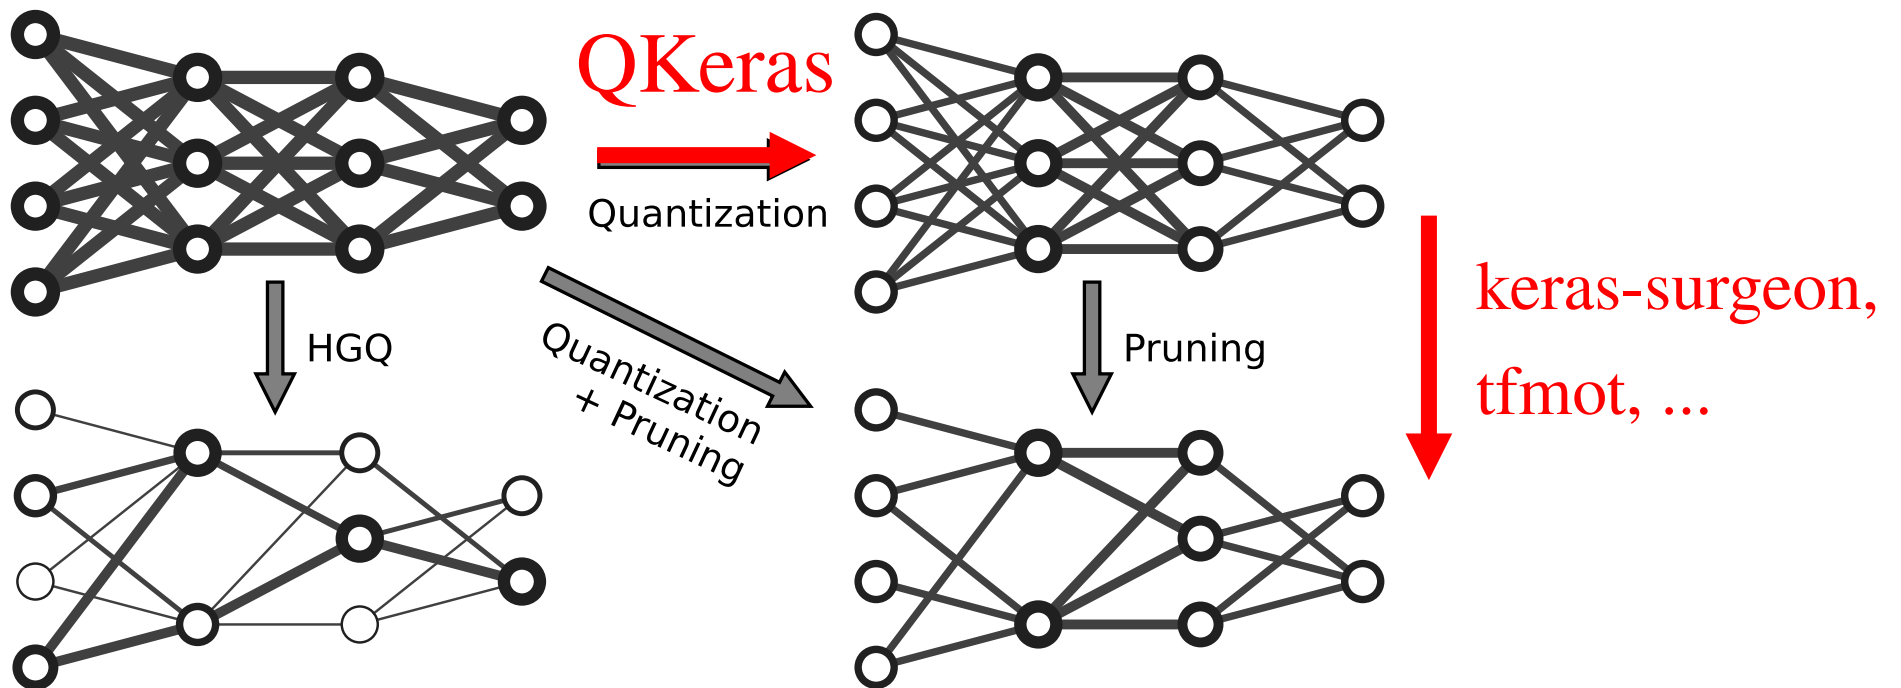 QKeras
Quantization
keras-surgeon,
HGQ
Quantization
+ Pruning
Pruning
tfmot, ...